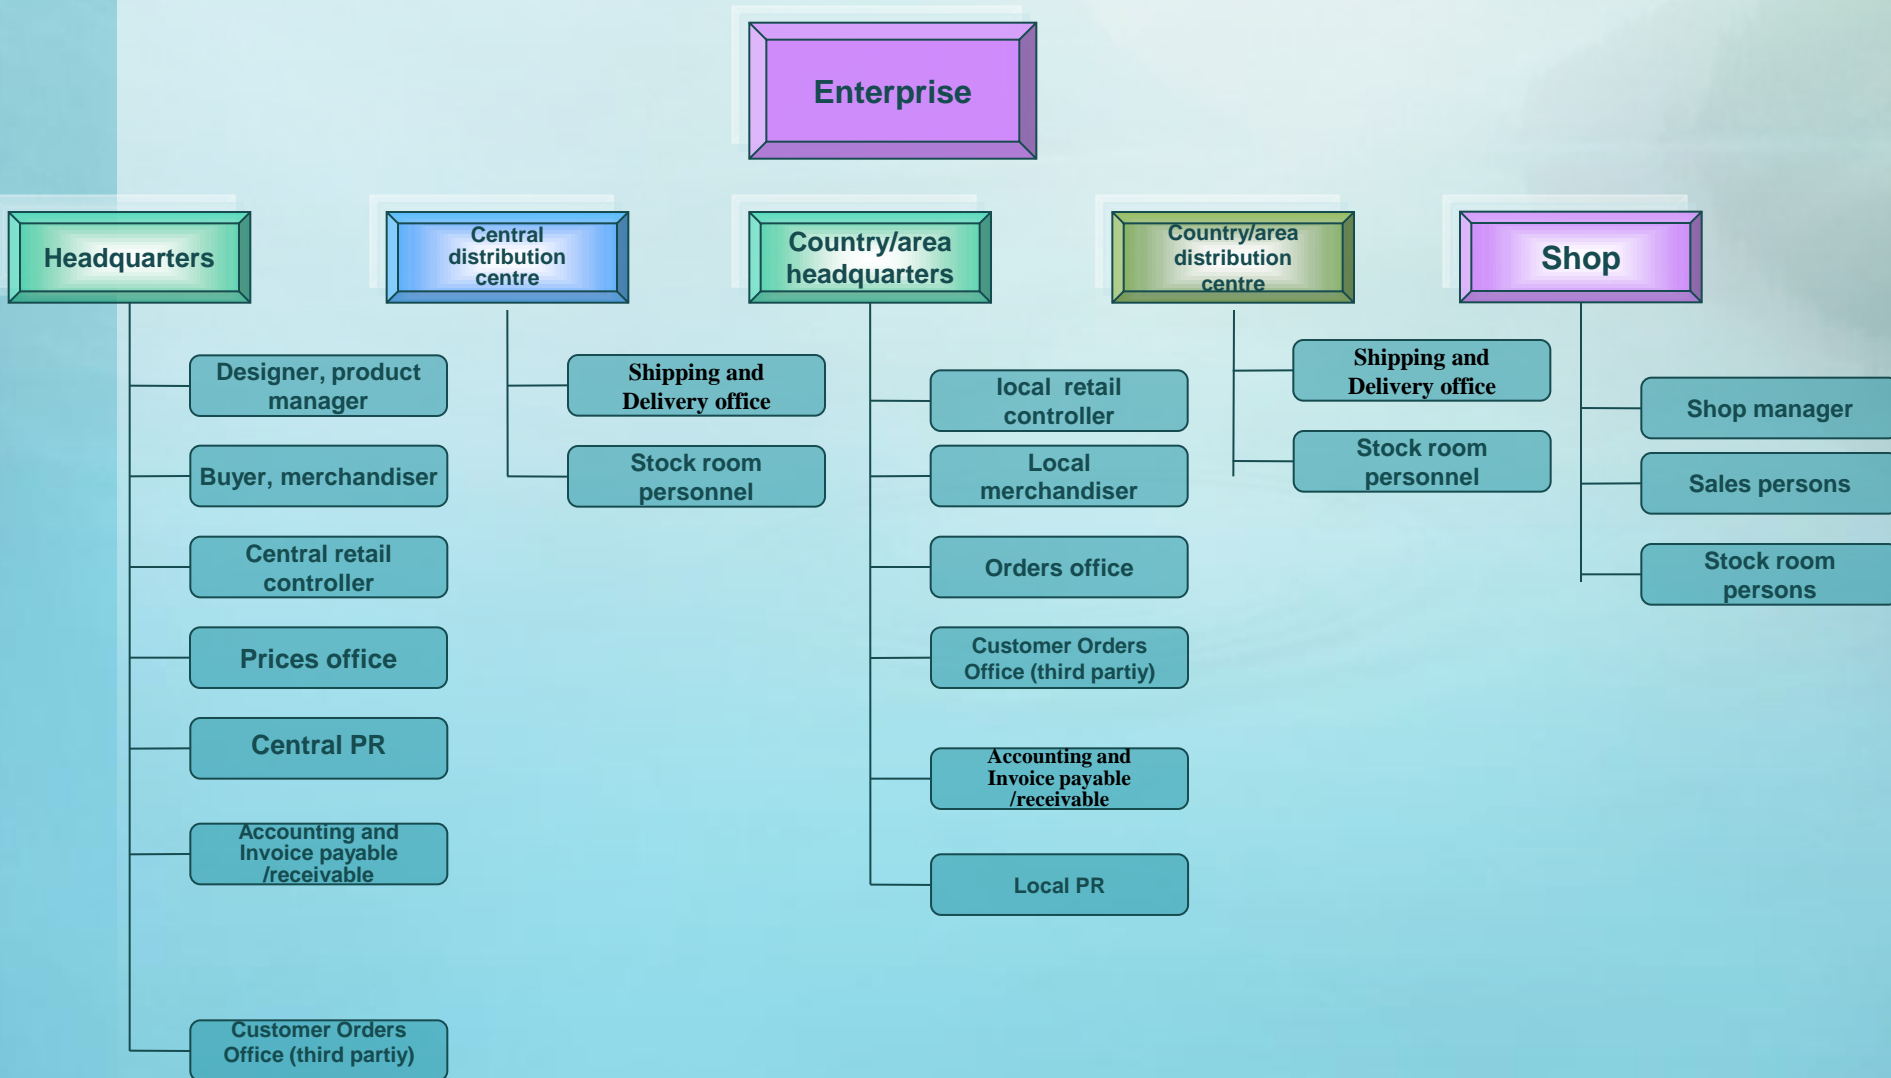 Enterprise
Headquarters
Central
distribution
centre
Country/area
headquarters
Country/area
distribution
centre
Shop
Designer, product
manager
Buyer, merchandiser
Central retail
controller
Prices office
Central PR
Accounting and
Invoice payable
/receivable
Customer Orders
Office (third partiy)
Shipping and
Delivery office
Stock room
personnel
local retail
controller
Local
merchandiser
Orders office
Customer Orders
Office (third partiy)
Accounting and
Invoice payable
/receivable
Local PR
Shipping and
Delivery office
Stock room
personnel
Shop manager
Sales persons
Stock room
persons